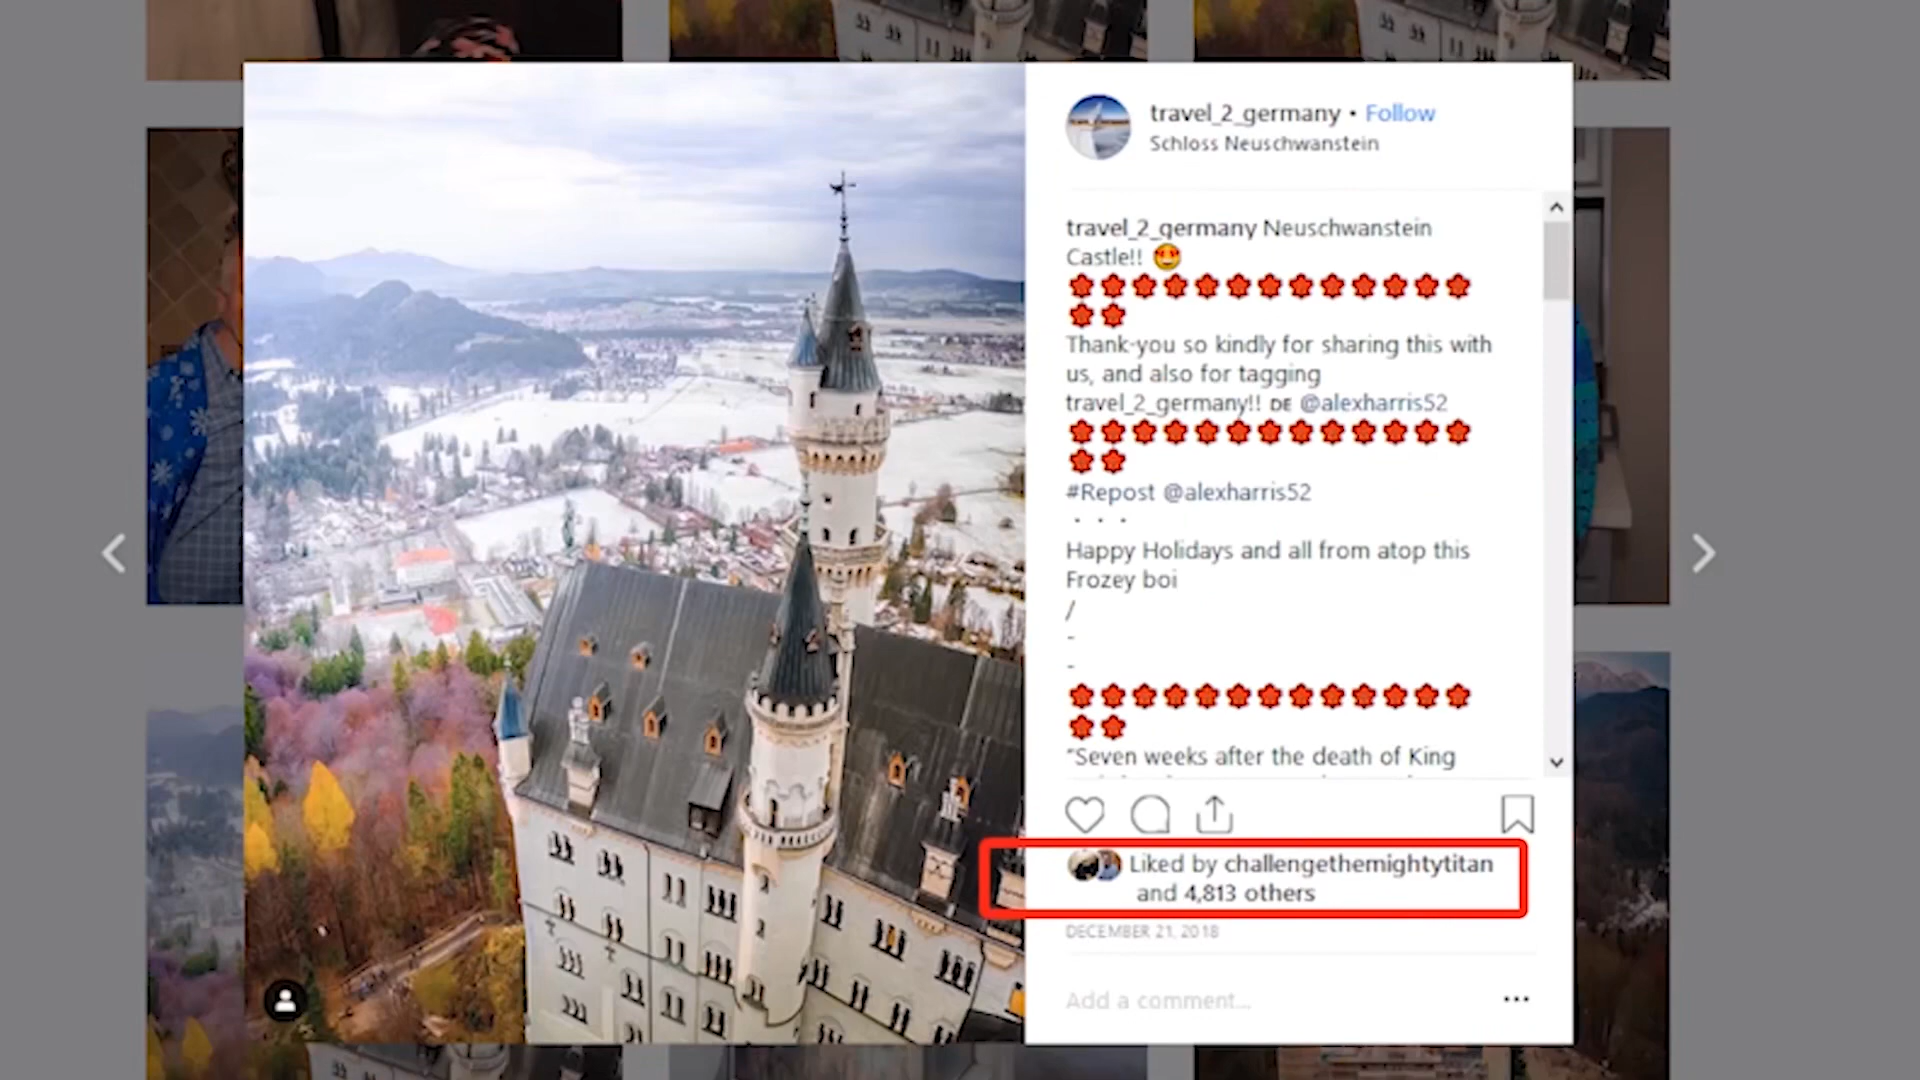 travel_2_germany • Follow
Schloss Neuschwanstein
travel_2_germany Neuschwanstein
Castle!! 😍
Thank-you so kindly for sharing this with
us, and also for tagging
travel_2_germany!! DE @alexharris52
#Repost @alexharris52
・・・
Happy Holidays and all from atop this
Frozey boi
/
-
-
"Seven weeks after the death of King
Liked by challengethemightytitan
and 4,813 others
DECEMBER 21, 2018
Add a comment...